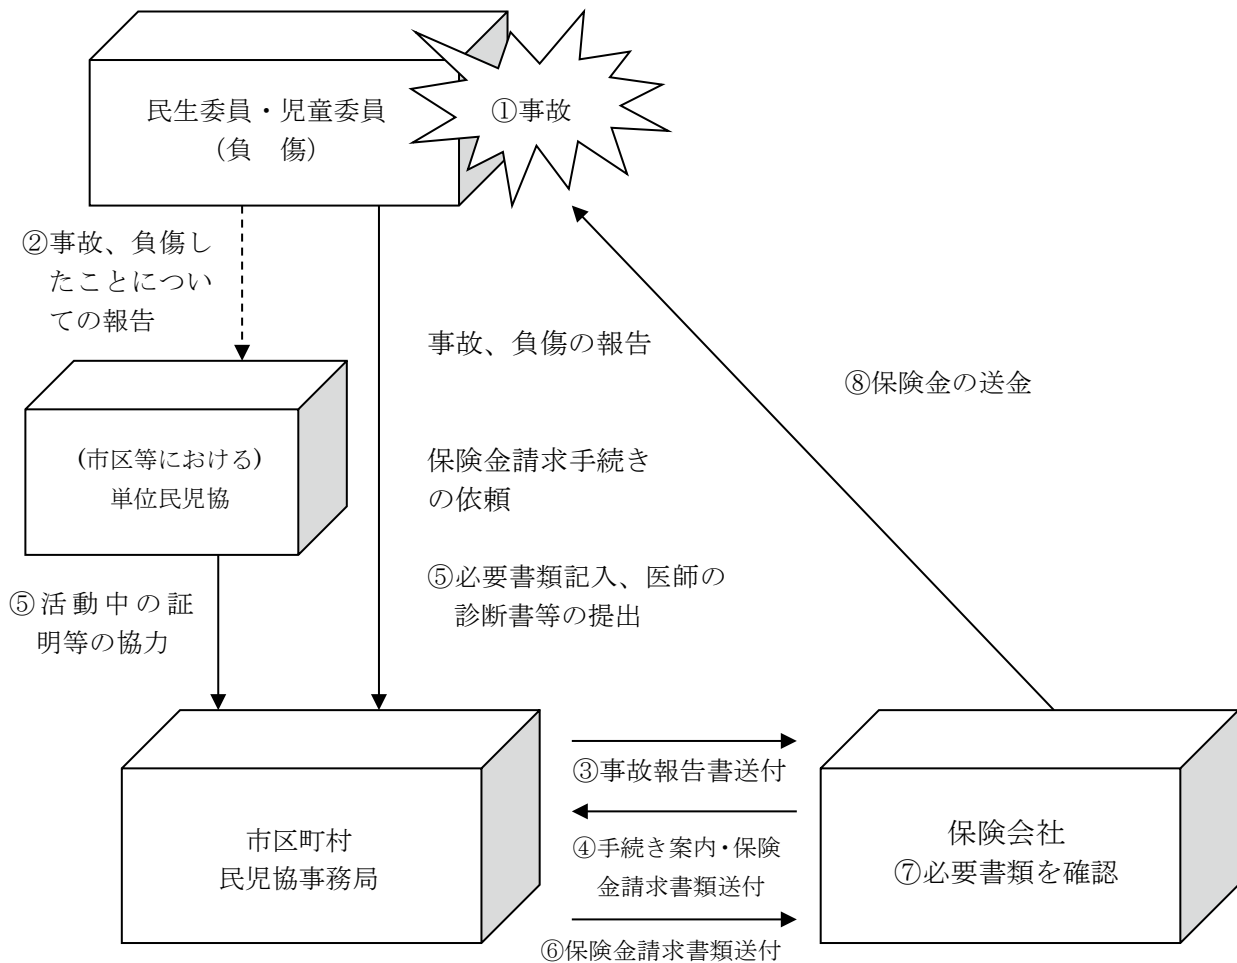 民生委員・児童委員
（負　傷）
①事故
②事故、負傷し
たことについ
ての報告
事故、負傷の報告
⑧保険金の送金
(市区等における)
単位民児協
保険金請求手続き
の依頼
⑤必要書類記入、医師の
診断書等の提出
⑤活動中の証
明等の協力
③事故報告書送付
市区町村
民児協事務局
④手続き案内・保険
金請求書類送付
保険会社
⑦必要書類を確認
⑥保険金請求書類送付